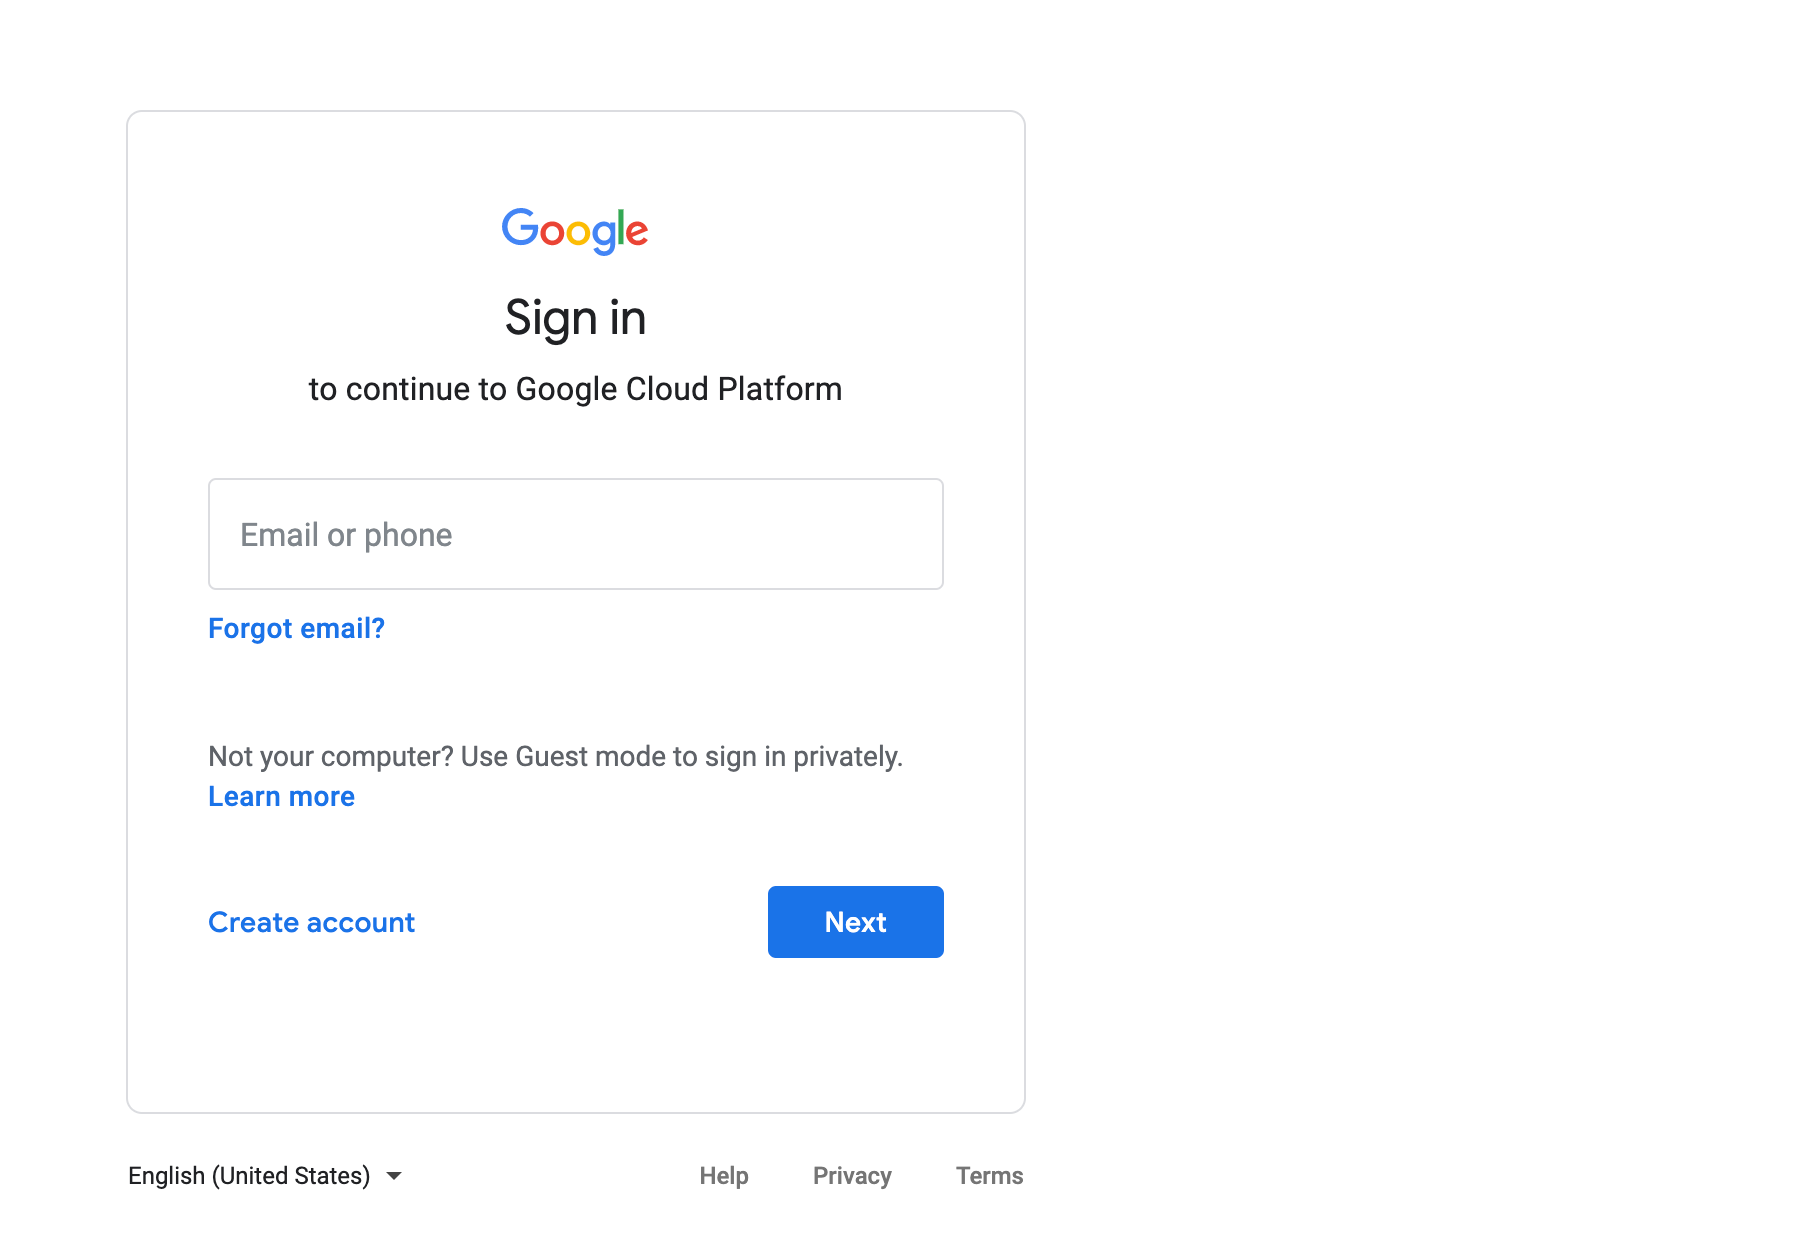 Google
Sign in
to continue to Google Cloud Platform
Email or phone
Forgot email?
Not your computer? Use Guest mode to sign in privately.
Learn more
Create account
Next
English (United States)
Help
Privacy
Terms